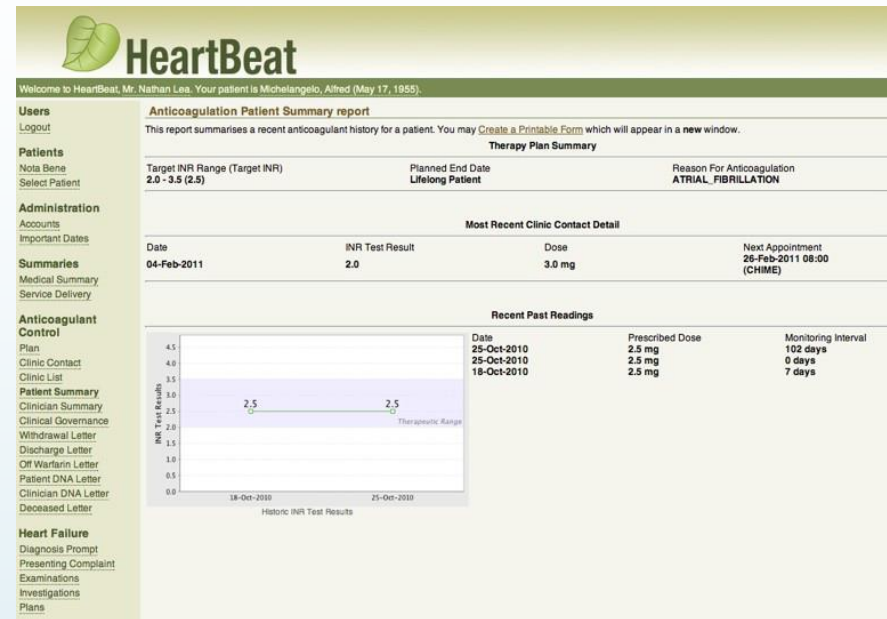 HeartBeat
Welcome to HeartBeat, Mr. Nathan Lea. Your patient is Michelangelo, Alfred (May 17, 1955).
Users
Logout
Patients
Nota Bene
Select Patient
Administration
Accounts
Important Dates
Summaries
Medical Summary
Service Delivery
Anticoagulant
Control
Plan
Clinic Contact
Clinic List
Patient Summary
Clinician Summary
Clinical Governance
Withdrawal Letter
Discharge Letter
Off Warfarin Letter
Patient DNA Letter
Clinician DNA Letter
Deceased Letter
Heart Failure
Diagnosis Prompt
Presenting Complaint
Examinations
Investigations
Plans
Anticoagulation Patient Summary report
This report summarises a recent anticoagulant history for a patient. You may Create a Printable Form which will appear in a new window.
Therapy Plan Summary
Target INR Range (Target INR) Planned End Date Reason For Anticoagulation
2.0 - 3.5 (2.5) Lifelong Patient ATRIAL_FIBRILLATION
Most Recent Clinic Contact Detail
Date INR Test Result Dose Next Appointment
04-Feb-2011 2.0 3.0 mg 26-Feb-2011 08:00
(CHIME)
Recent Past Readings
4.5
4.0
3.5
3.0
2.5
2.0
1.5
1.0
0.5
0.0
INR Test Results
2.5 2.5
Therapeutic Range
18-Oct-2010 25-Oct-2010
Historic INR Test Results
Date Prescribed Dose Monitoring Interval
25-Oct-2010 2.5 mg 102 days
25-Oct-2010 2.5 mg 0 days
18-Oct-2010 2.5 mg 7 days